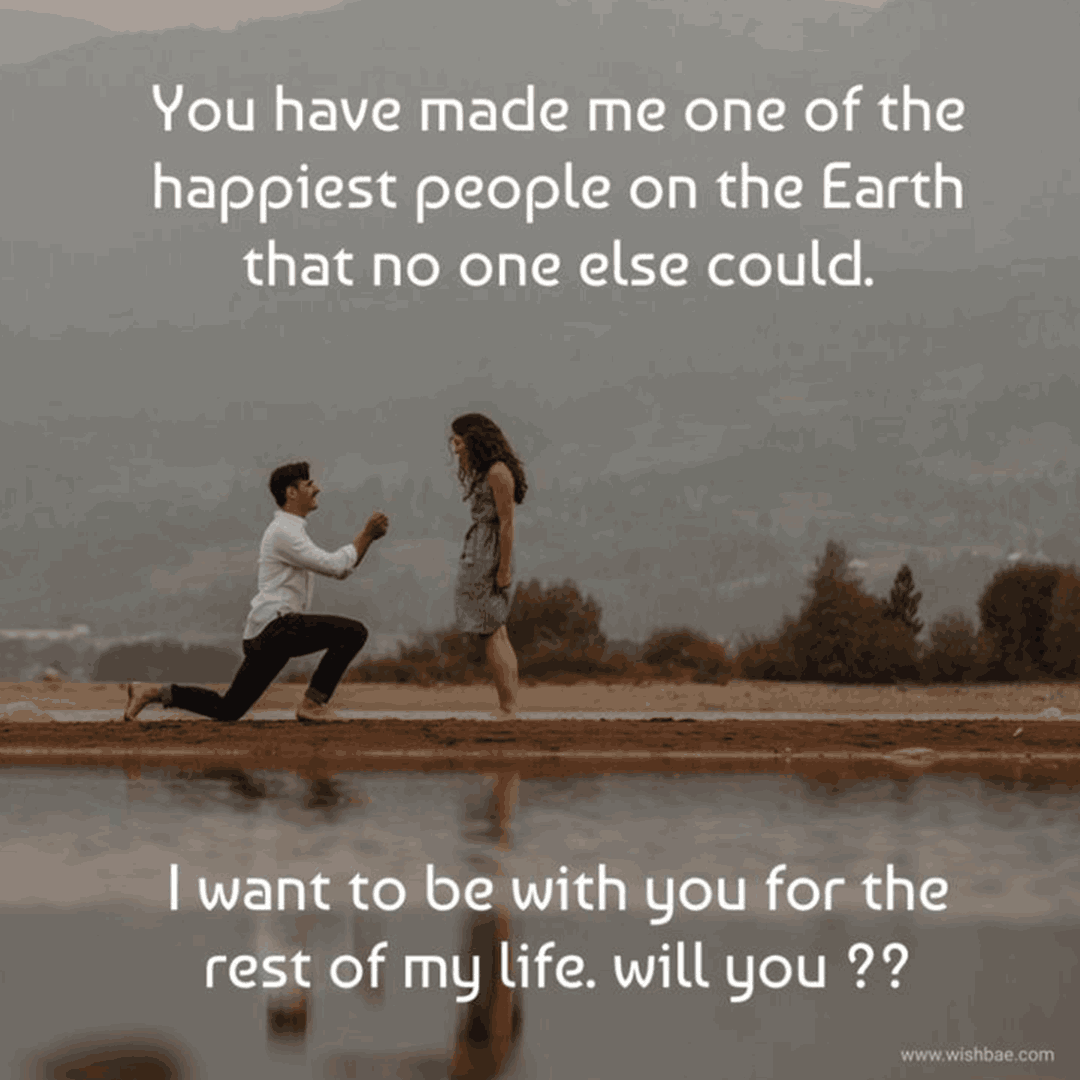 You have made me one of the
happiest people on the Earth
that no one else could.
I want to be with you for the
rest of my life. will you ??
www.wishbae.com